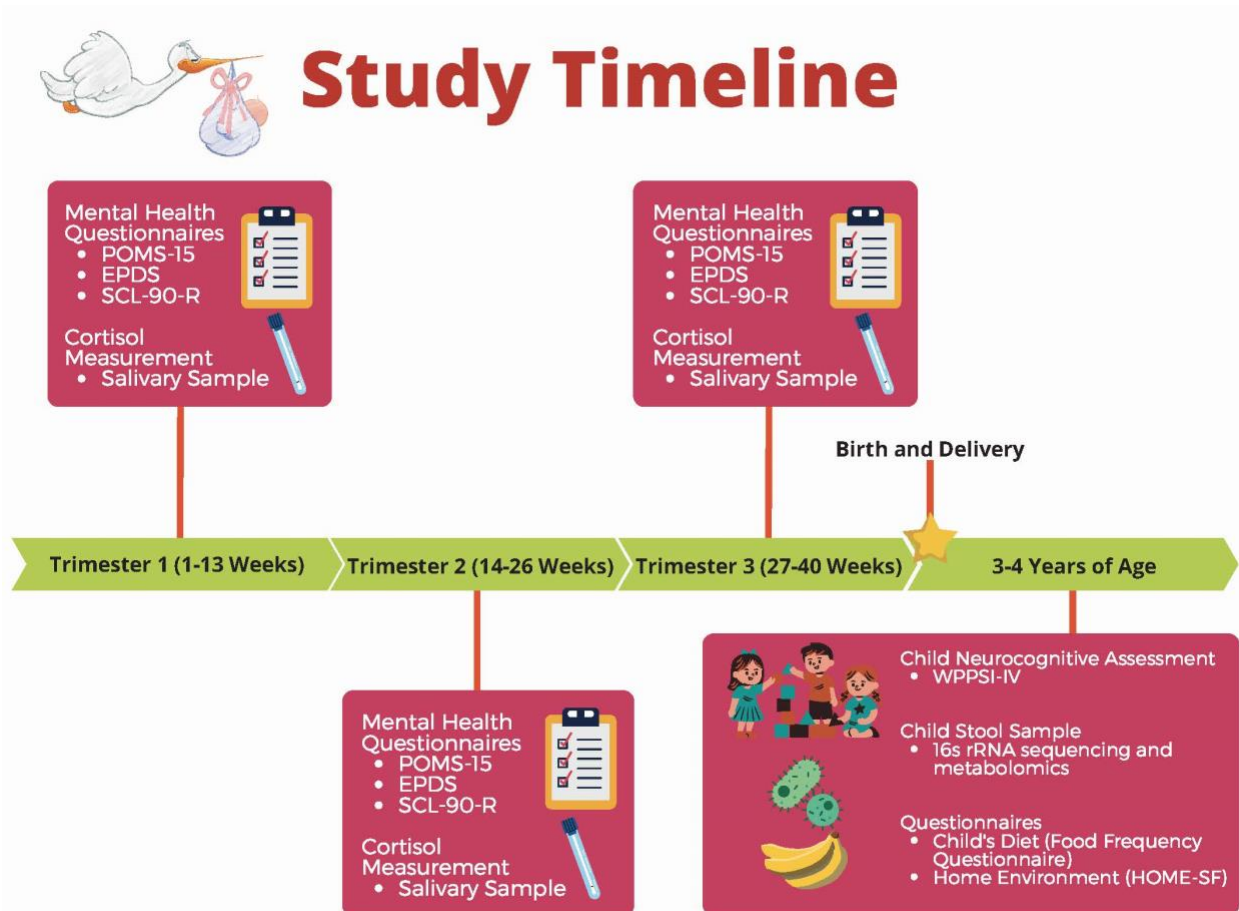 Study Timeline
Mental Health
Questionnaires
• POMS-15
• EPDS
• SCL-90-R
Cortisol
Measurement
• Salivary Sample
Mental Health
Questionnaires
• POMS-15
• EPDS
• SCL-90-R
Cortisol
Measurement
• Salivary Sample
Birth and Delivery
Trimester 1 (1-13 Weeks)
Trimester 2 (14-26 Weeks)
Trimester 3 (27-40 Weeks)
3-4 Years of Age
Mental Health
Questionnaires
• POMS-15
• EPDS
• SCL-90-R
Cortisol
Measurement
• Salivary Sample
Child Neurocognitive Assessment
• WPPSI-IV
Child Stool Sample
• 16s rRNA sequencing and
metabolomics
Questionnaires
• Child's Diet (Food Frequency
Questionnaire)
• Home Environment (HOME-SF)